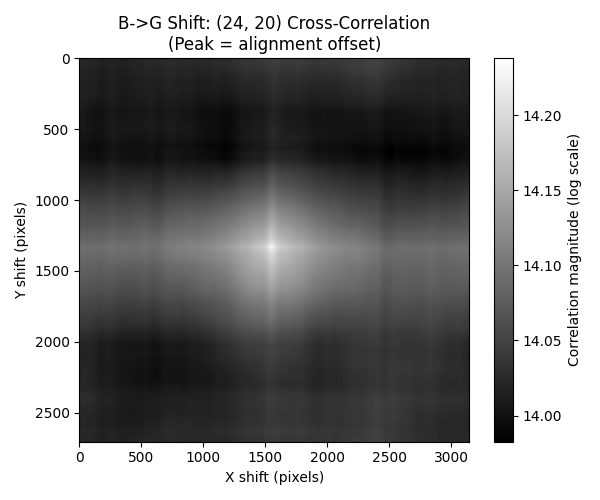 B->G Shift: (24, 20) Cross-Correlation
(Peak = alignment offset)
0
500
1000
1500
2000
2500
Y shift (pixels)
0 500 1000 1500 2000 2500 3000
X shift (pixels)
14.20
14.15
14.10
14.05
14.00
Correlation magnitude (log scale)